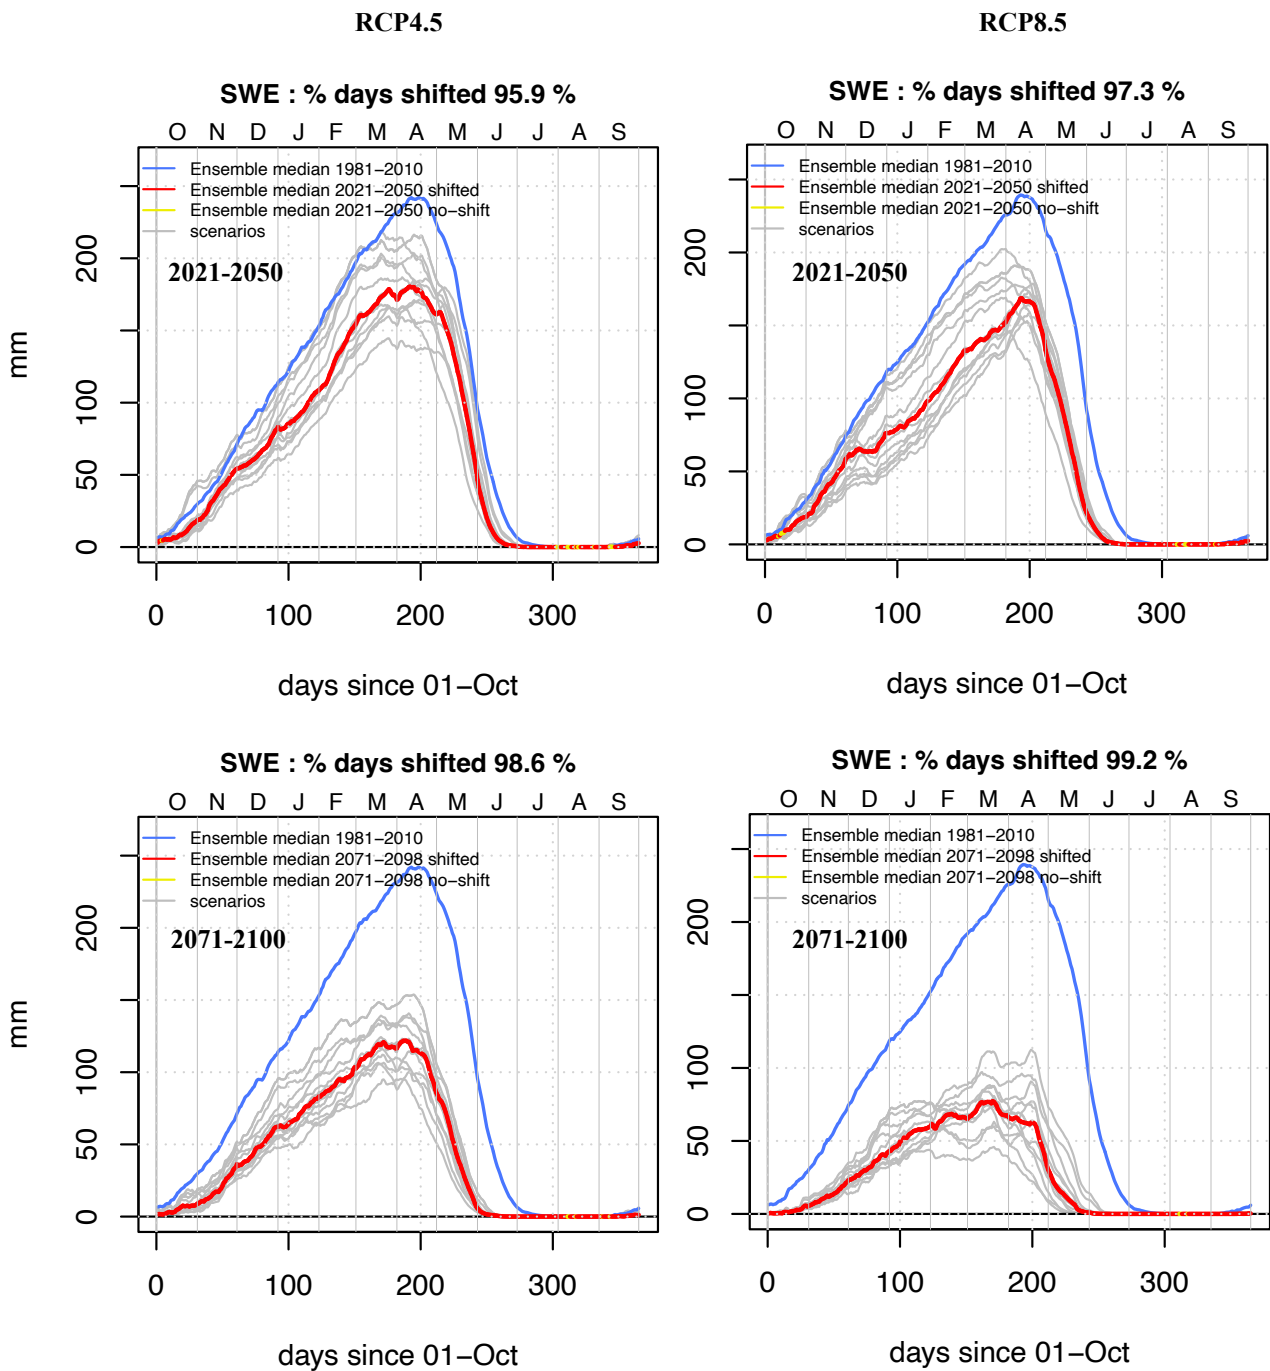 RCP4.5
RCP8.5
SWE : % days shifted 95.9 %
O N D J F M A M J J A S
Ensemble median 1981−2010
Ensemble median 2021−2050 shifted
Ensemble median 2021−2050 no−shift
scenarios
2021-2050
mm
0 50 100 200
0 100 200 300
days since 01−Oct
SWE : % days shifted 97.3 %
O N D J F M A M J J A S
Ensemble median 1981−2010
Ensemble median 2021−2050 shifted
Ensemble median 2021−2050 no−shift
scenarios
2021-2050
0 50 100 200
0 100 200 300
days since 01−Oct
SWE : % days shifted 98.6 %
O N D J F M A M J J A S
Ensemble median 1981−2010
Ensemble median 2071−2098 shifted
Ensemble median 2071−2098 no−shift
scenarios
2071-2100
mm
0 50 100 200
0 100 200 300
days since 01−Oct
SWE : % days shifted 99.2 %
O N D J F M A M J J A S
Ensemble median 1981−2010
Ensemble median 2071−2098 shifted
Ensemble median 2071−2098 no−shift
scenarios
2071-2100
0 50 100 200
0 100 200 300
days since 01−Oct